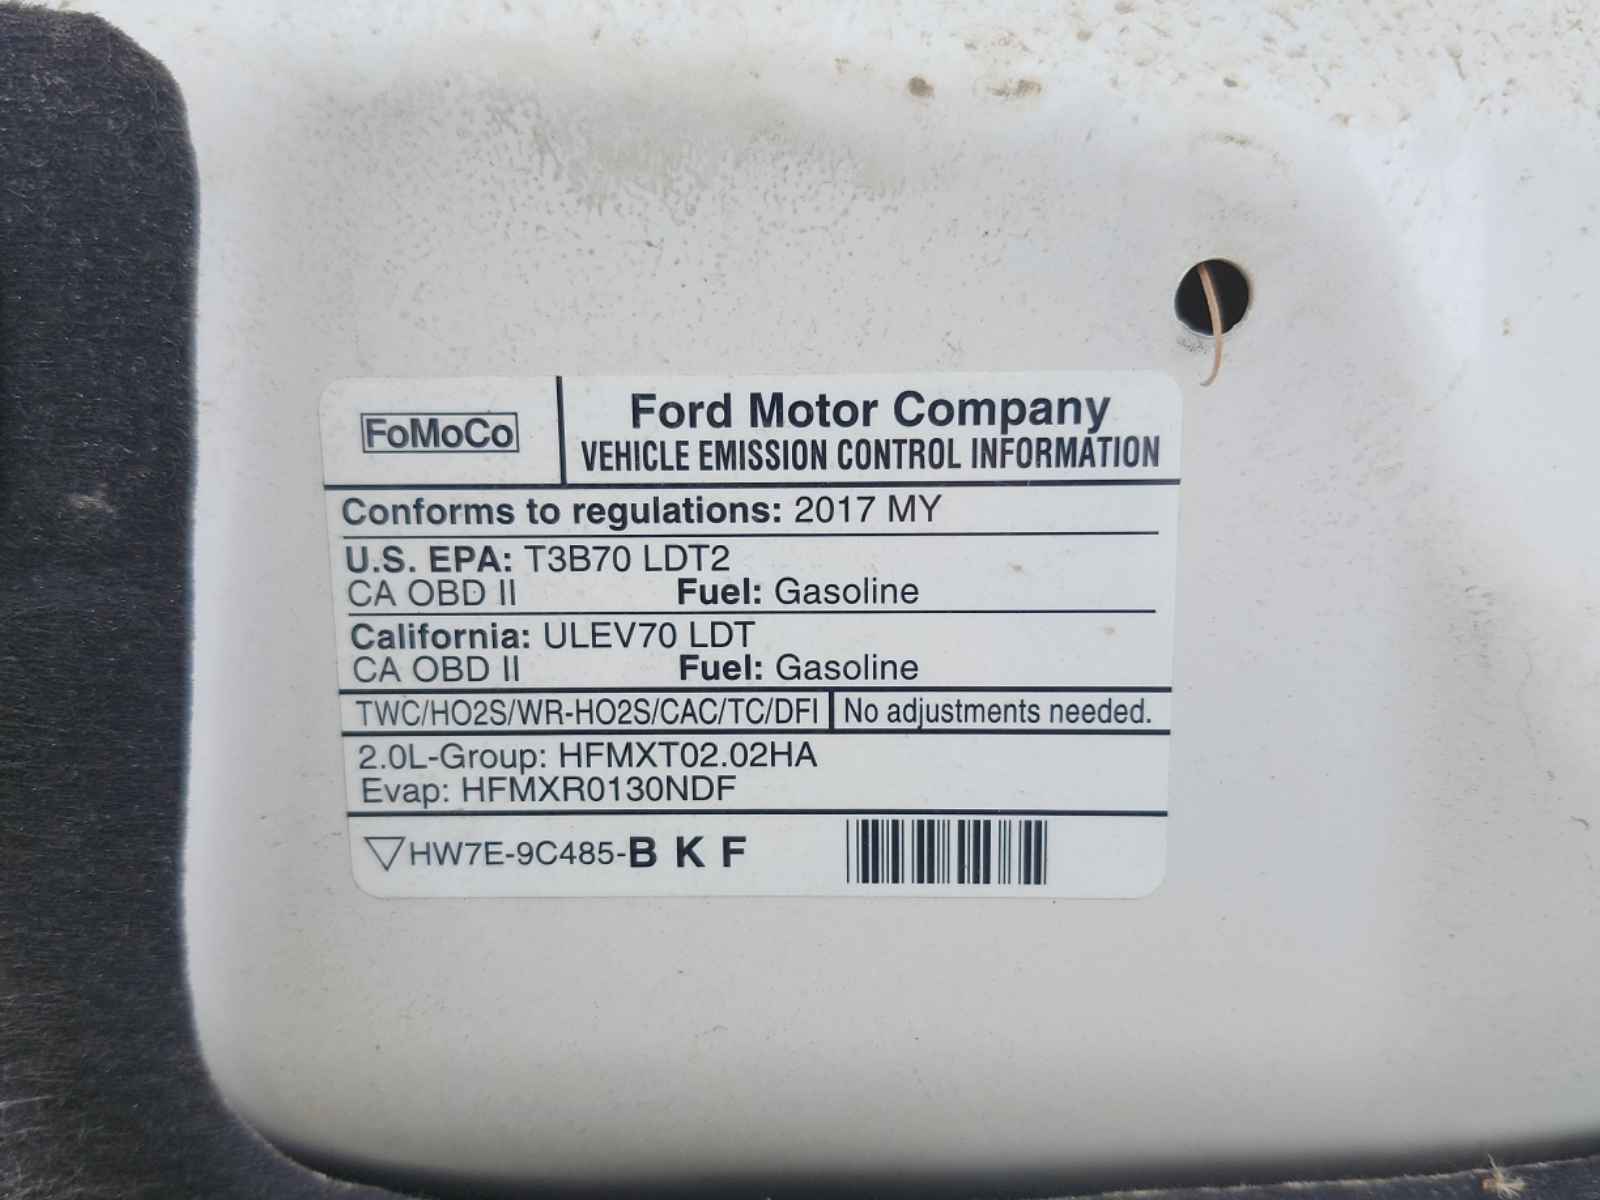 FoMoCo
Ford Motor Company
VEHICLE EMISSION CONTROL INFORMATION
Conforms to regulations: 2017 MY
U.S. EPA: T3B70 LDT2
CA OBD II Fuel: Gasoline
California: ULEV70 LDT
CA OBD II Fuel: Gasoline
TWC/HO2S/WR-HO2S/CAC/TC/DFI No adjustments needed.
2.0L-Group: HFMXT02.02HA
Evap: HFMXR0130NDF
▽HW7E-9C485-B K F